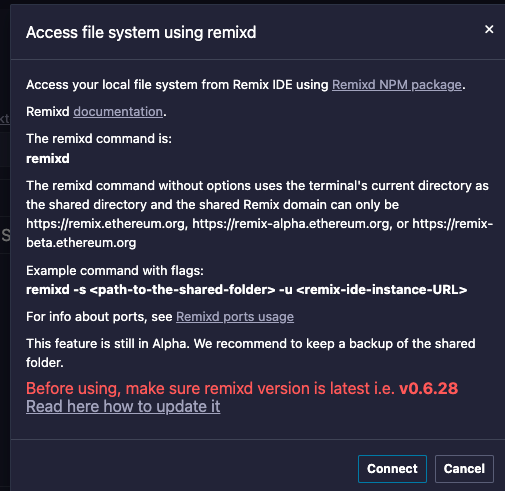 Access file system using remixd
×
Access your local file system from Remix IDE using Remixd NPM package.
Remixd documentation.
The remixd command is:
remixd
The remixd command without options uses the terminal's current directory as
the shared directory and the shared Remix domain can only be
https://remix.ethereum.org, https://remix-alpha.ethereum.org, or https://remix-
beta.ethereum.org
Example command with flags:
remixd -s <path-to-the-shared-folder> -u <remix-ide-instance-URL>
For info about ports, see Remixd ports usage
This feature is still in Alpha. We recommend to keep a backup of the shared
folder.
Before using, make sure remixd version is latest i.e. v0.6.28
Read here how to update it
Connect Cancel